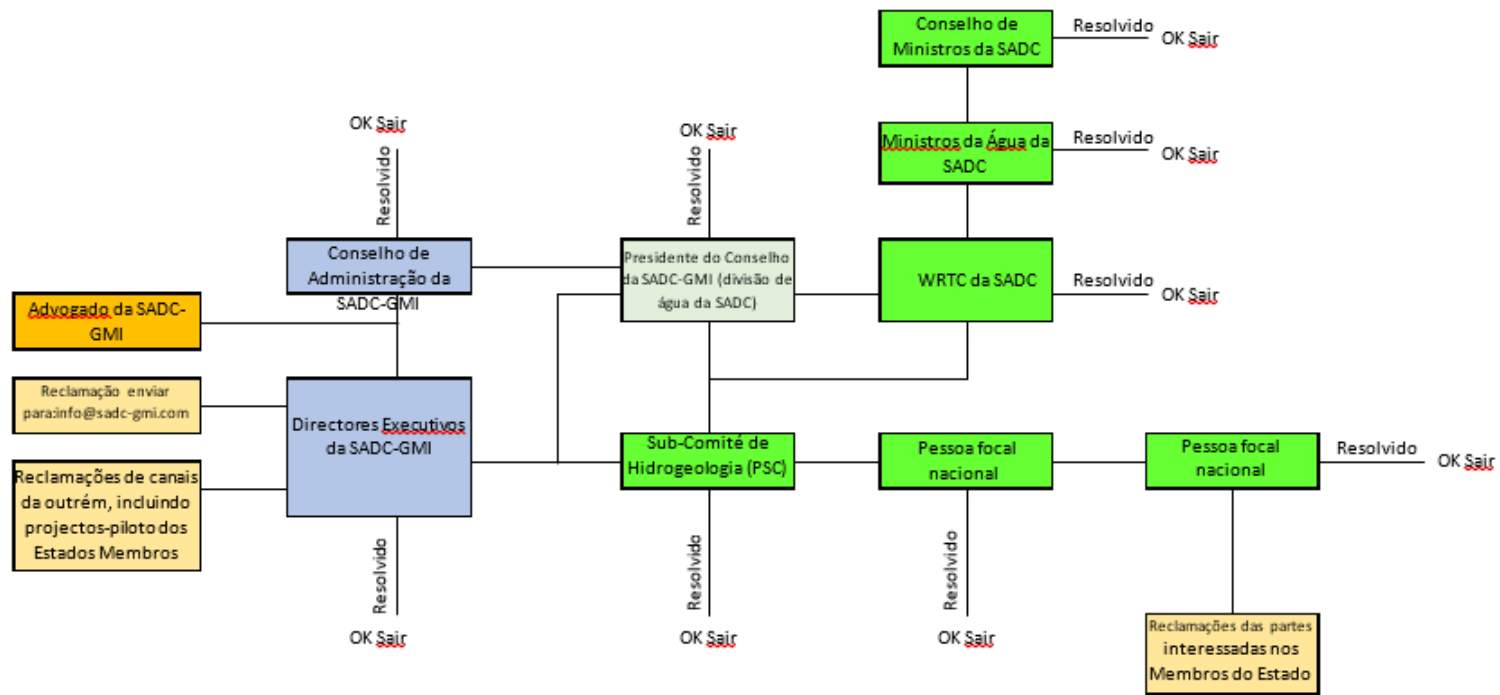 Conselho de
Ministros da SADC
Resolvido
OK Sair
OK Sair
Resolvido
OK Sair
Resolvido
Ministros da Água da
SADC
Resolvido
OK Sair
Conselho de
Administração da
SADC-GMI
Presidente do Conselho
da SADC-GMI (divisão de
água da SADC)
WRTC da SADC
Resolvido
OK Sair
Advogado da SADC-
GMI
Reclamação enviar
para:info@sadc-gmi.com
Directores Executivos
da SADC-GMI
Reclamações de canais
da outrém, incluindo
projectos-piloto dos
Estados Membros
Sub-Comité de
Hidrogeologia (PSC)
Pessoa focal
nacional
Pessoa focal
nacional
Resolvido
OK Sair
Resolvido
OK Sair
Resolvido
OK Sair
Resolvido
OK Sair
Reclamações das partes
interessadas nos
Membros do Estado